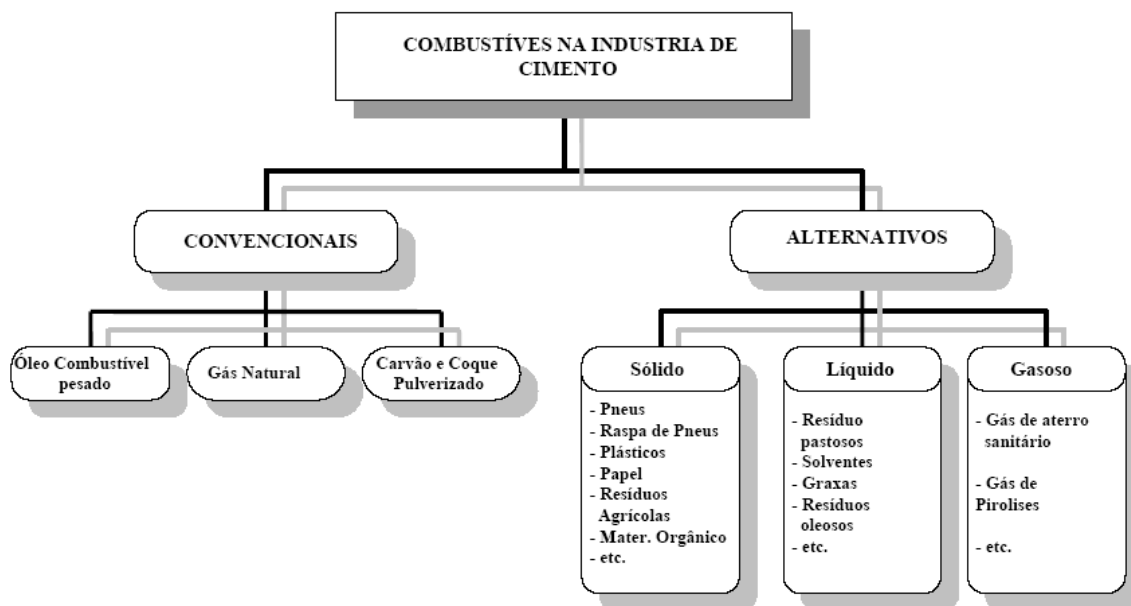 COMBUSTÍVES NA INDUSTRIA DE
CIMENTO
CONVENCIONAIS
ALTERNATIVOS
Óleo Combustível
pesado
Gás Natural
Carvão e Coque
Pulverizado
Sólido
- Pneus
- Raspa de Pneus
- Plásticos
- Papel
- Resíduos
Agrícolas
- Mater. Orgânico
- etc.
Líquido
- Resíduo
pastosos
- Solventes
- Graxas
- Resíduos
oleosos
- etc.
Gasoso
- Gás de aterro
sanitário
- Gás de
Pirolises
- etc.